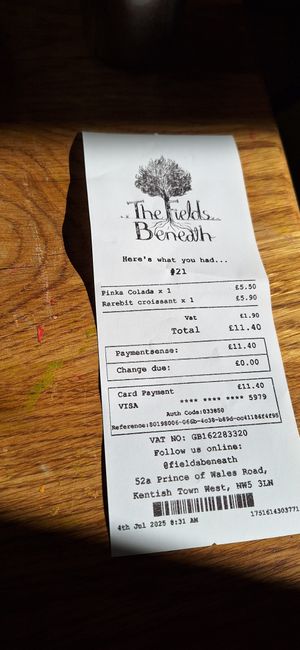 The Fields
Beneath
Here's what you had...
#21
Pinka Colada x 1 £5.50
Rarebit croissant x 1 £5.90
Vat £1.90
Total £11.40
Paymentsense: £11.40
Change due: £0.00
Card Payment £11.40
VISA **** **** **** 5979
Auth Code:033850
VAT NO: GB162283320
Follow us online:
@fieldsbeneath
52a Prince of Wales Road,
Kentish Town West, NW5 3LN
4th Jul 2025 8:31 AM 1751614303771